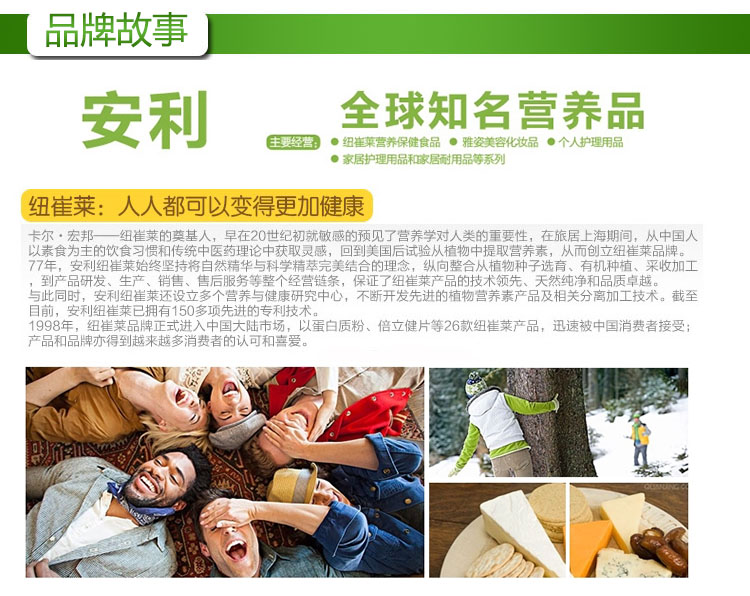 品牌故事
安利
全球知名营养品
主要经营：
● 纽崔莱营养保健食品 ● 雅姿美容化妆品 ● 个人护理用品
● 家居护理用品和家居耐用品等系列
纽崔莱：人人都可以变得更加健康
卡尔·宏邦——纽崔莱的奠基人，早在20世纪初就敏感的预见了营养学对人类的重要性，在旅居上海期间，从中国人
以素食为主的饮食习惯和传统中医药理论中获取灵感，回到美国后试验从植物中提取营养素，从而创立纽崔莱品牌。
77年，安利纽崔莱始终坚持将自然精华与科学精萃完美结合的理念，纵向整合从植物种子选育、有机种植、采收加工
，到产品研发、生产、销售、售后服务等整个经营链条，保证了纽崔莱产品的技术领先、天然纯净和品质卓越。
与此同时，安利纽崔莱还设立多个营养与健康研究中心，不断开发先进的植物营养素产品及相关分离加工技术。截至
目前，安利纽崔莱已拥有150多项先进的专利技术。
1998年，纽崔莱品牌正式进入中国大陆市场，以蛋白质粉、倍立健片等26款纽崔莱产品，迅速被中国消费者接受；
产品和品牌亦得到越来越多消费者的认可和喜爱。